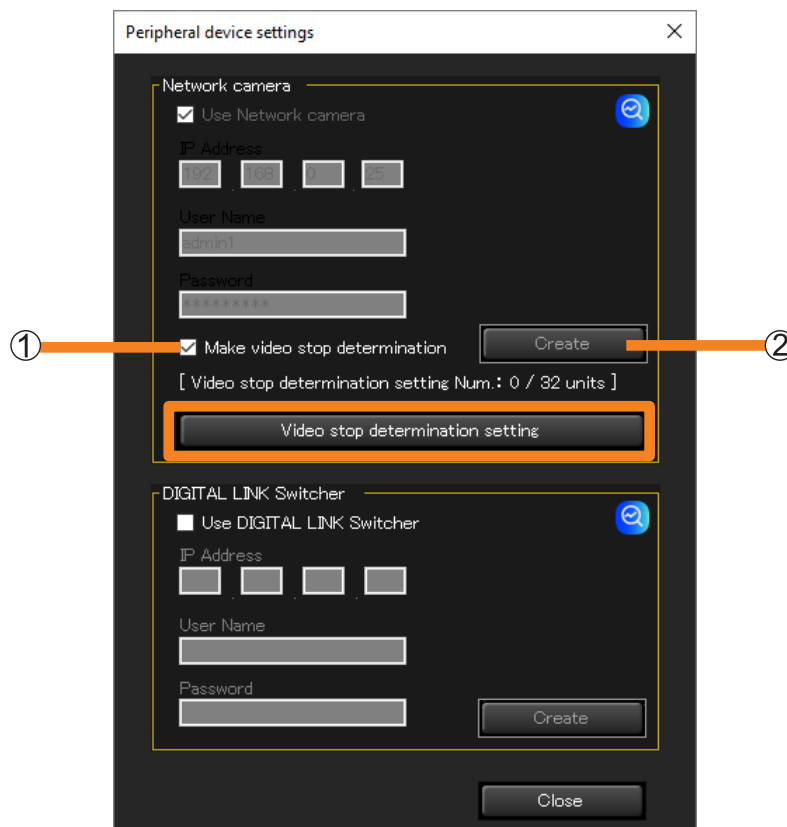 Peripheral device settings
Network camera
Use Network camera
IP Address
192 . 168 . 0 . 25
User Name
admin1
Password
*********
① Make video stop determination Create ②
[ Video stop determination setting Num.: 0 / 32 units ]
Video stop determination setting
DIGITAL LINK Switcher
Use DIGITAL LINK Switcher
IP Address
. . .
User Name
Password
Create
Close